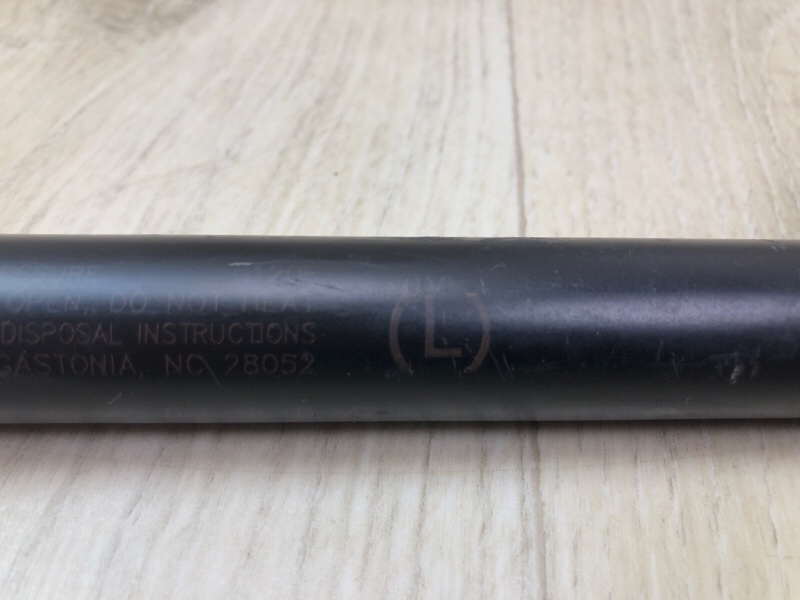 OPEN, DO NOT HEAT
DISPOSAL INSTRUCTIONS
GASTONIA, NC 28052
(L)